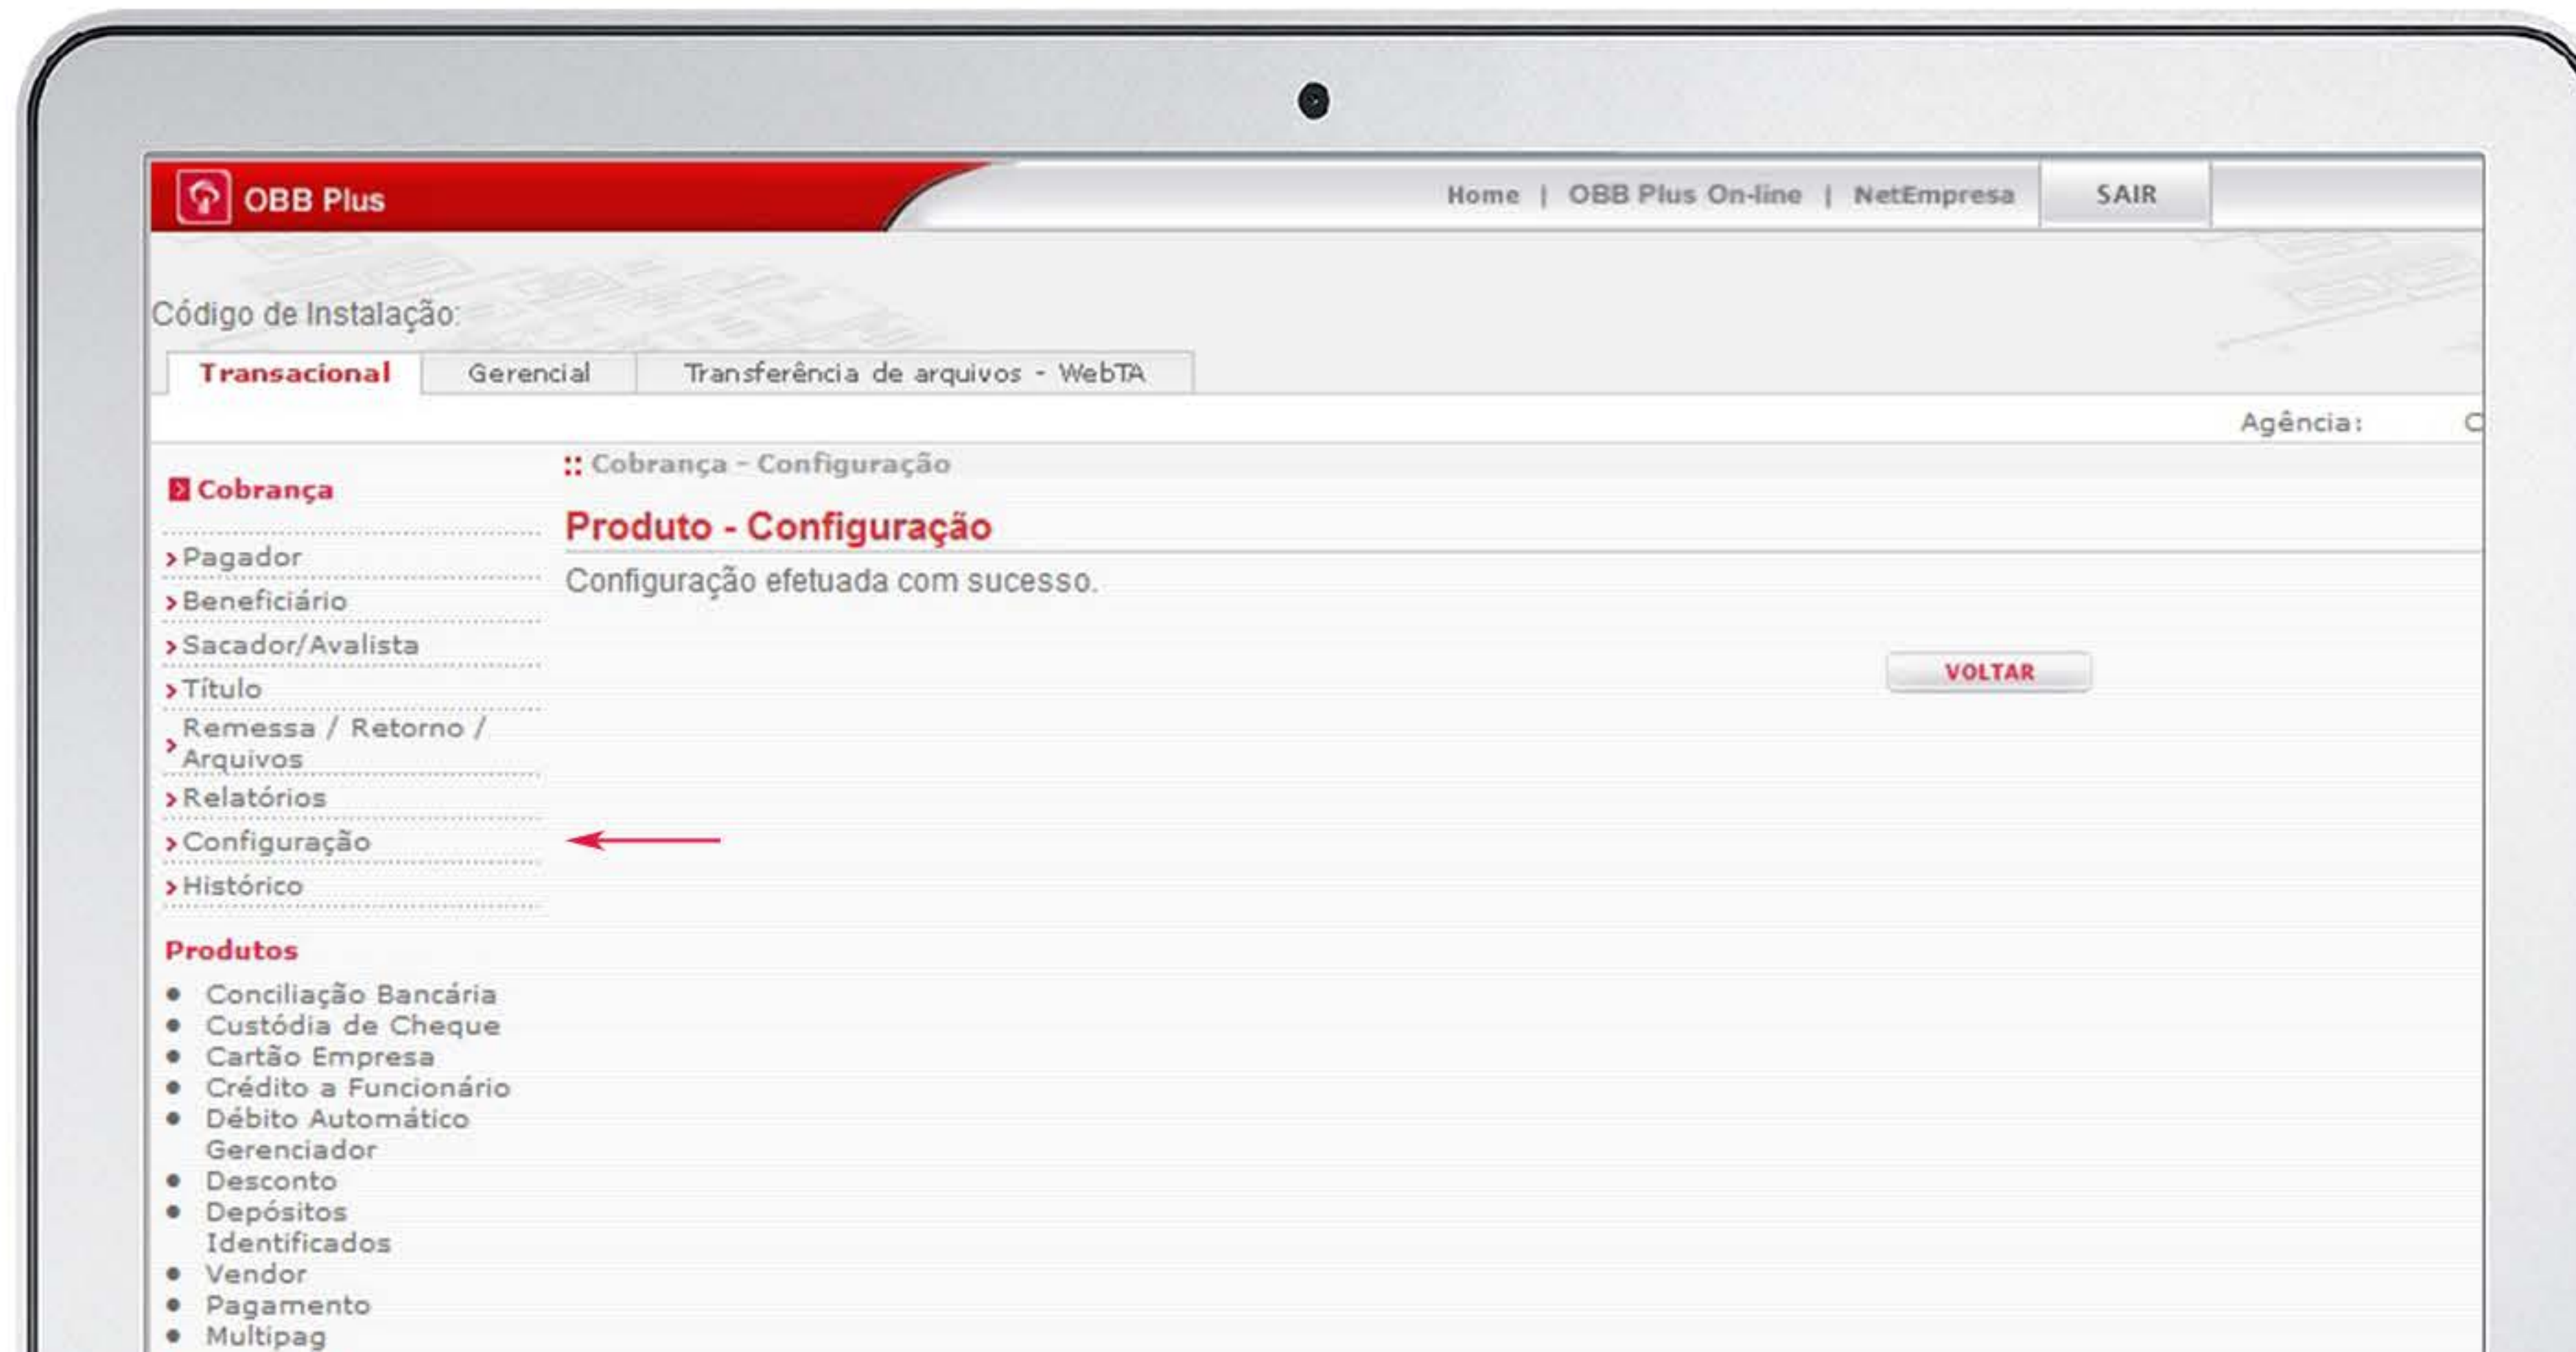 OBB Plus
Home | OBB Plus On-line | NetEmpresa
SAIR
Código de Instalação:
Transacional
Gerencial
Transferência de arquivos - WebTA
Agência:
:: Cobrança - Configuração
Cobrança
Produto - Configuração
Configuração efetuada com sucesso.
VOLTAR
Pagador
Beneficiário
Sacador/Avalista
Título
Remessa / Retorno /
Arquivos
Relatórios
Configuração
Histórico
Produtos
• Conciliação Bancária
• Custódia de Cheque
• Cartão Empresa
• Crédito a Funcionário
• Débito Automático
Gerenciador
• Desconto
• Depósitos
Identificados
• Vendor
• Pagamento
• Multipag